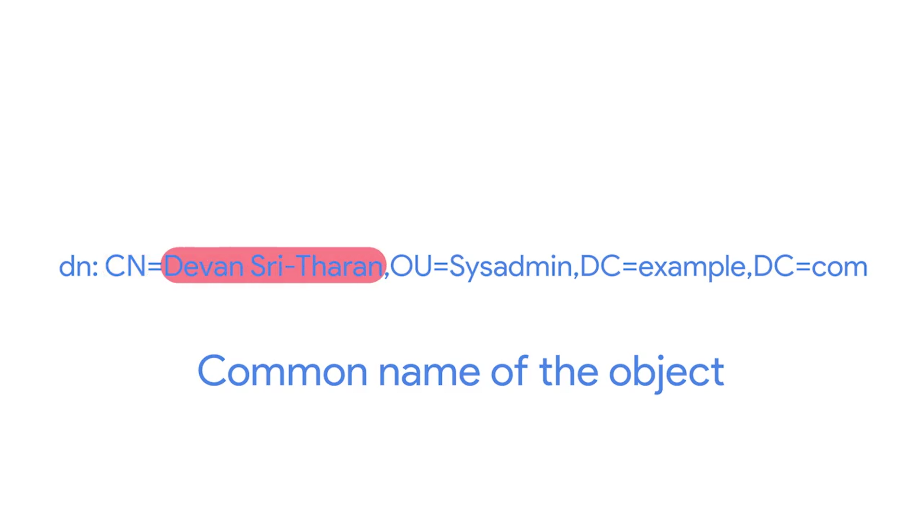 dn: CN=Devan Sri-Tharan,OU=Sysadmin,DC=example,DC=com
Common name of the object